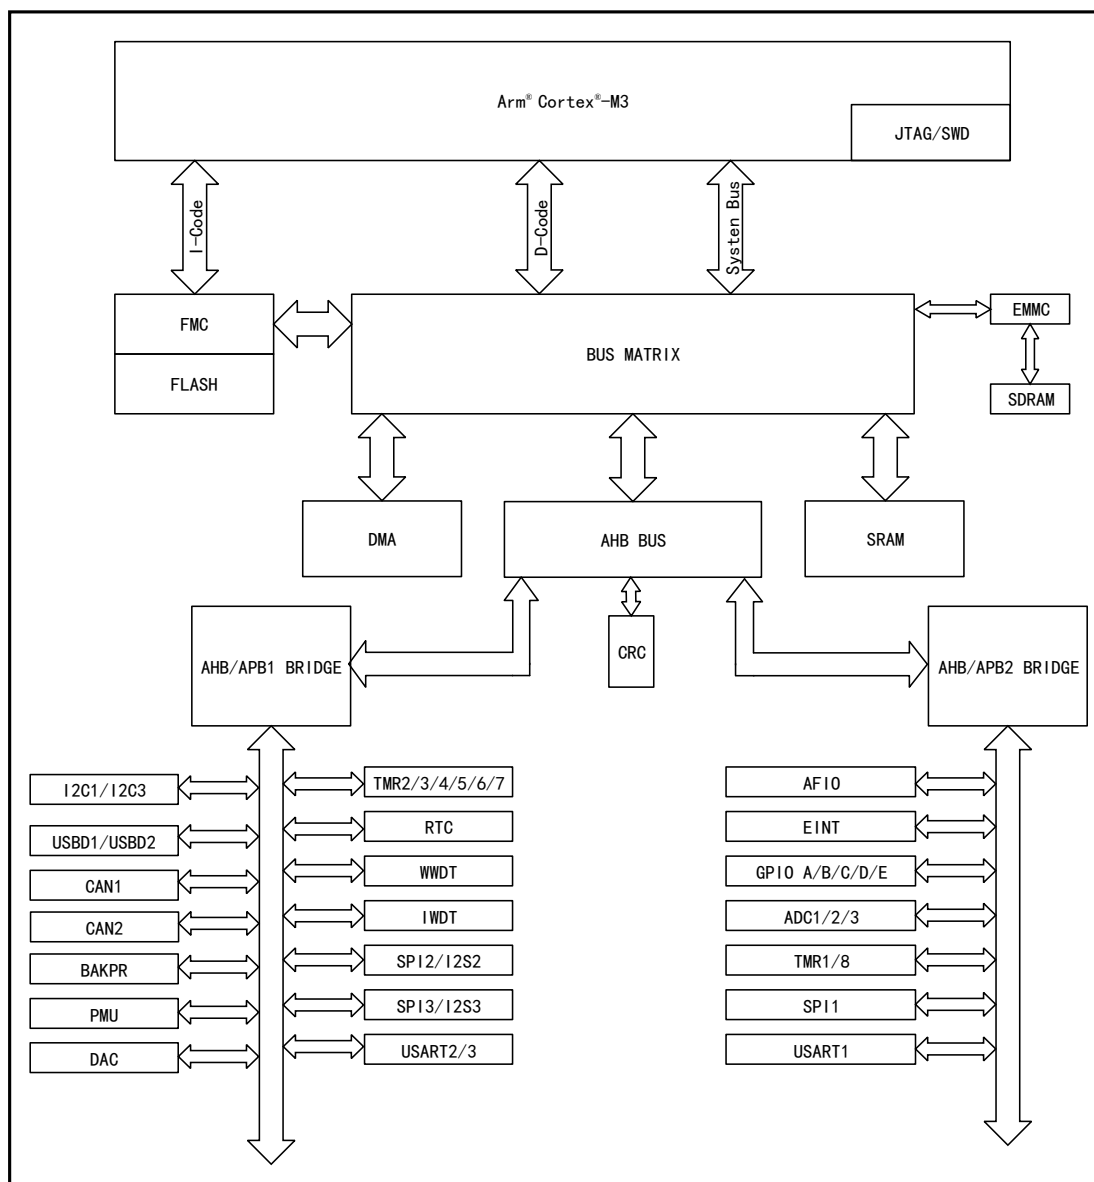 Arm® Cortex®-M3
JTAG/SWD
I-Code
D-Code
Systen Bus
FMC
FLASH
BUS MATRIX
EMMC
SDRAM
DMA
AHB BUS
SRAM
AHB/APB1 BRIDGE
CRC
AHB/APB2 BRIDGE
I2C1/I2C3
USBD1/USBD2
CAN1
CAN2
BAKPR
PMU
DAC
TMR2/3/4/5/6/7
RTC
WWDT
IWDT
SPI2/I2S2
SPI3/I2S3
USART2/3
AFIO
EINT
GPIO A/B/C/D/E
ADC1/2/3
TMR1/8
SPI1
USART1